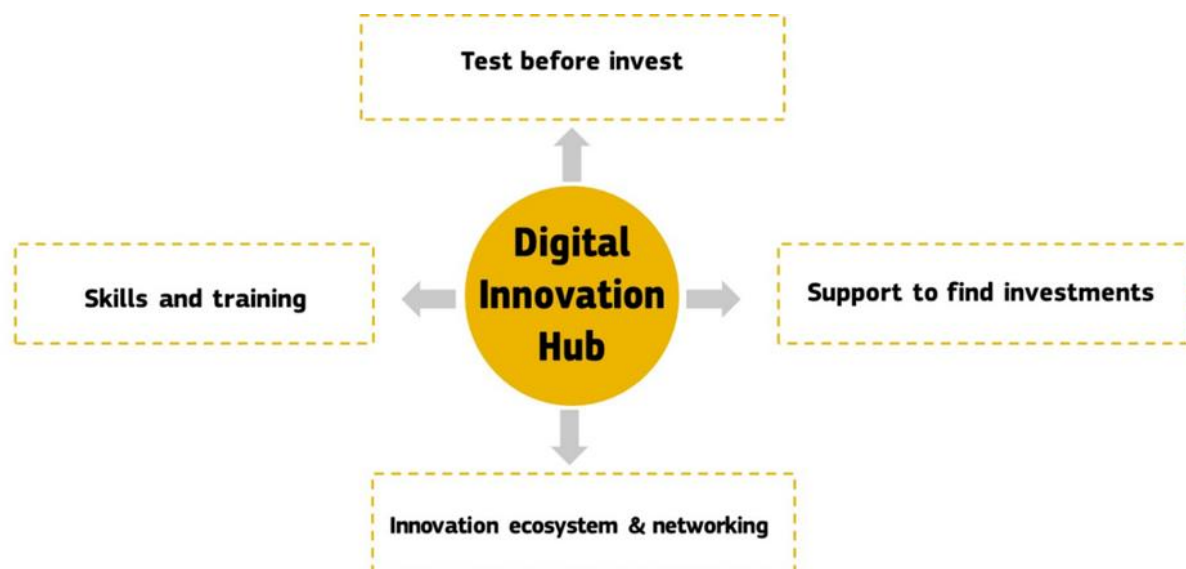 Test before invest
Digital
Innovation
Hub
Skills and training
Support to find investments
Innovation ecosystem & networking